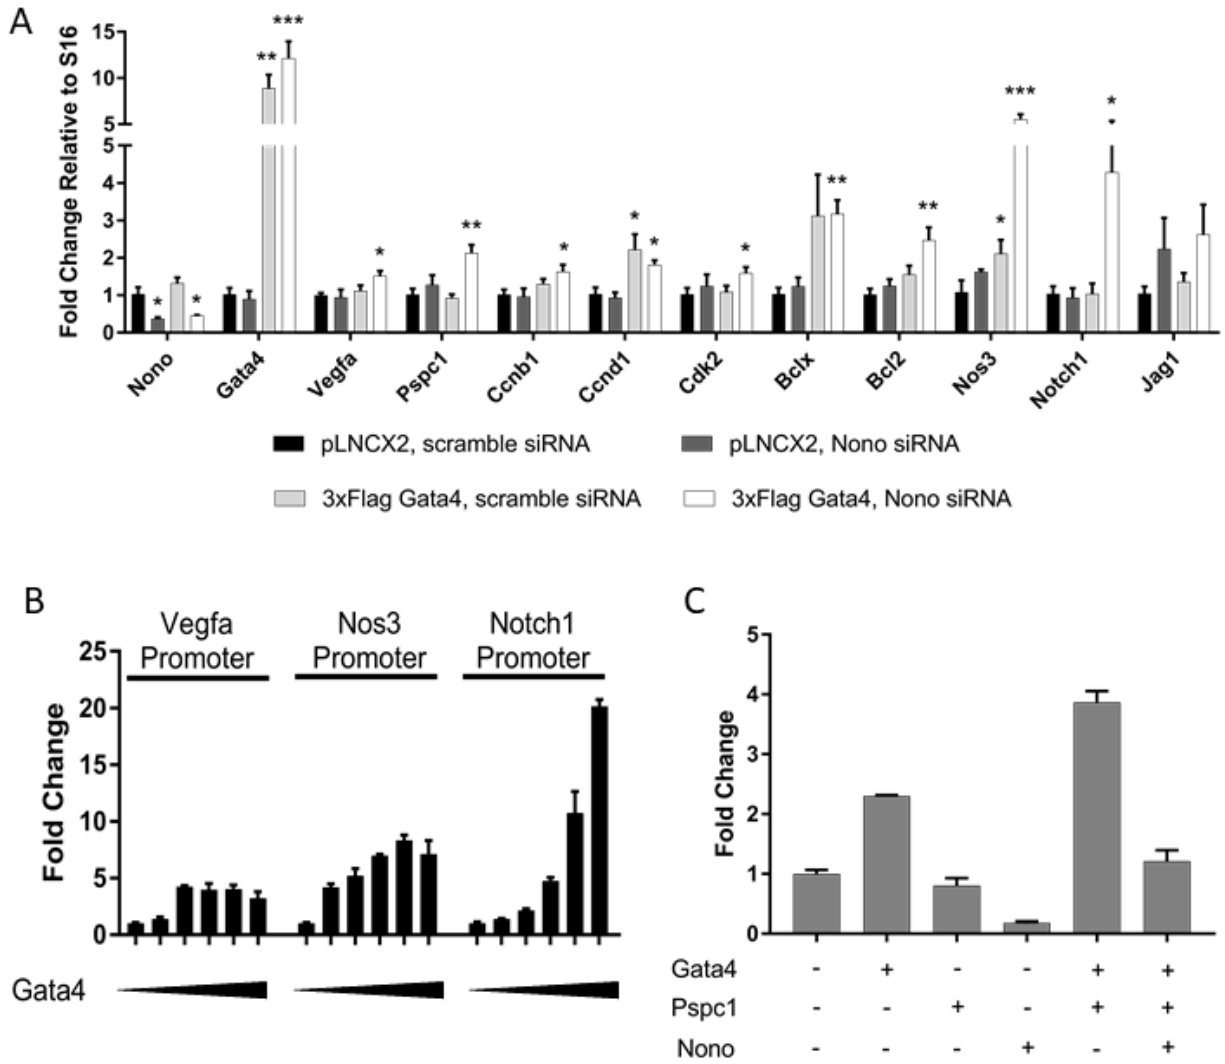 A
Fold Change Relative to S16
15
10
5
5
4
3
2
1
0
* * ** *** * ** * * * * ** ** * *** *
Nono Gata4 Vegfa Pspc1 Ccnb1 Ccnd1 Cdk2 Bclx Bcl2 Nos3 Notch1 Jag1
pLNCX2, scramble siRNA pLNCX2, Nono siRNA
3xFlag Gata4, scramble siRNA 3xFlag Gata4, Nono siRNA
B
Vegfa Promoter
Nos3 Promoter
Notch1 Promoter
Fold Change
25
20
15
10
5
0
Gata4
C
Fold Change
5
4
3
2
1
0
Gata4 - + - - + +
Pspc1 - - + - + +
Nono - - - + - +